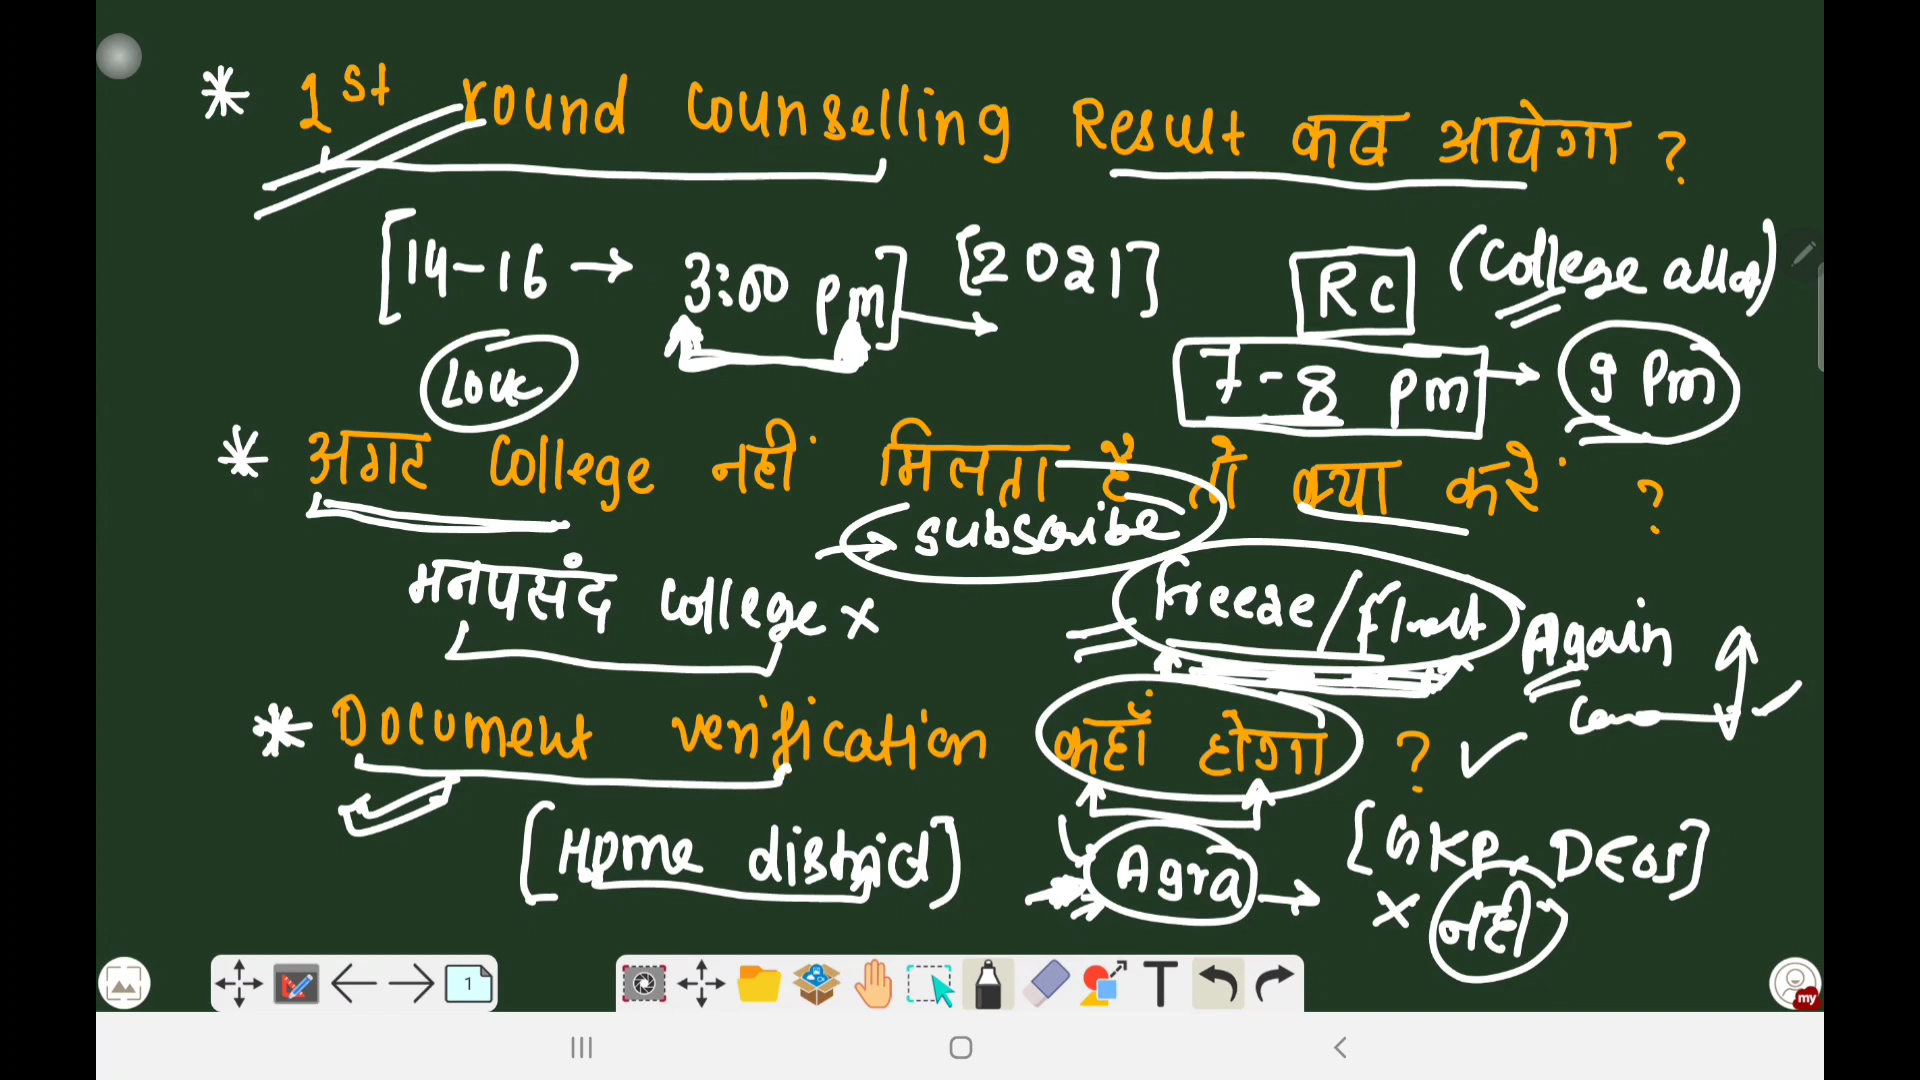 * 1st round counselling Result कब आयेगा ?
[14-16 → 3:00 pm] → [2021] Rc (College allot)
Lock 7-8 pm → 9 pm
* अगर college नहीं मिलता है तो क्या करें ?
→ subscribe
मनपसंद college × Freeze/float Again
* Document verification कहाँ होगा ? ✓
[Home district] Agra → [GKP, DEOS]
× नही
1 T
my